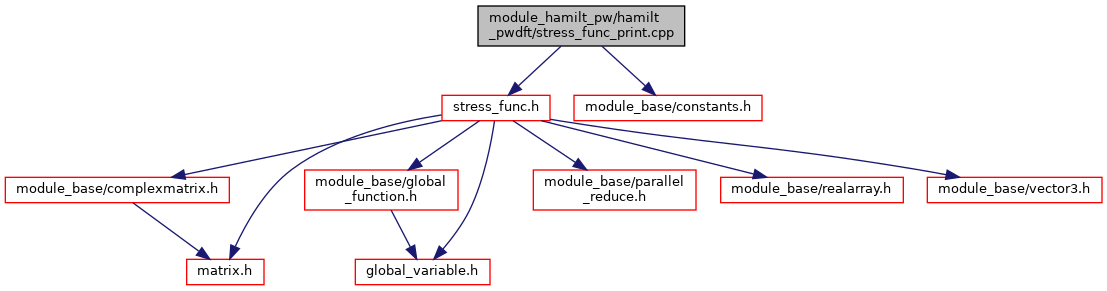 module_hamilt_pw/hamilt
_pwdft/stress_func_print.cpp
stress_func.h
module_base/constants.h
module_base/complexmatrix.h
module_base/global
_function.h
module_base/parallel
_reduce.h
module_base/realarray.h
module_base/vector3.h
matrix.h
global_variable.h